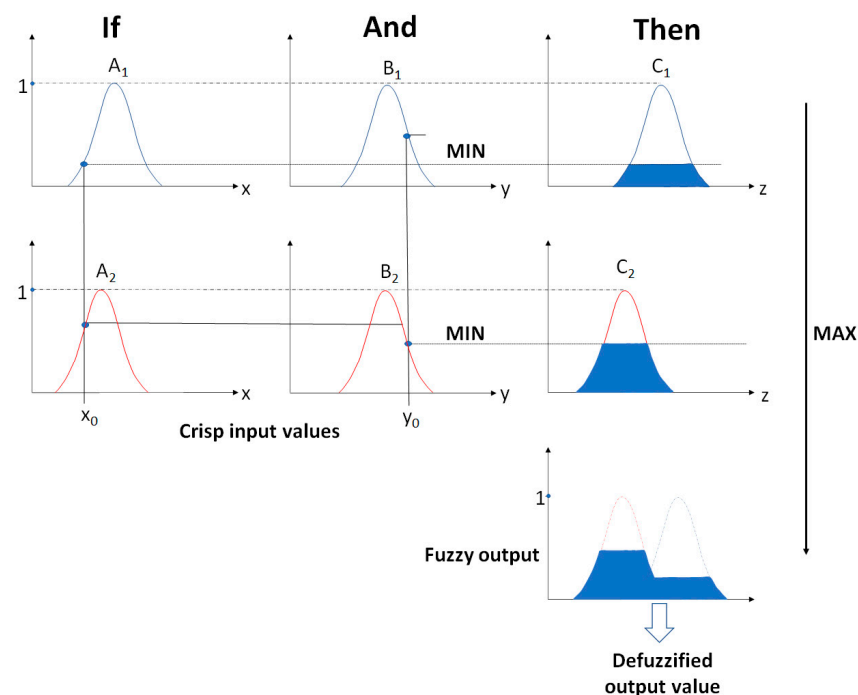 If And Then
A₁ B₁ C₁
1
MIN
x y z
A₂ B₂ C₂
1
MIN
MAX
x y z
x₀ y₀
Crisp input values
1
Fuzzy output
Defuzzified
output value